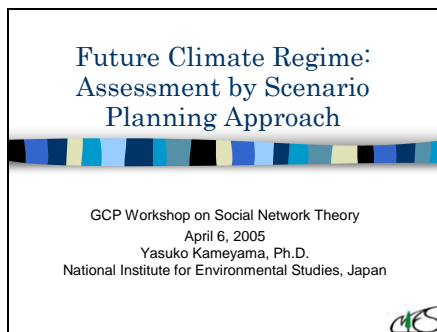 Future Climate Regime:
Assessment by Scenario
Planning Approach
GCP Workshop on Social Network Theory
April 6, 2005
Yasuko Kameyama, Ph.D.
National Institute for Environmental Studies, Japan